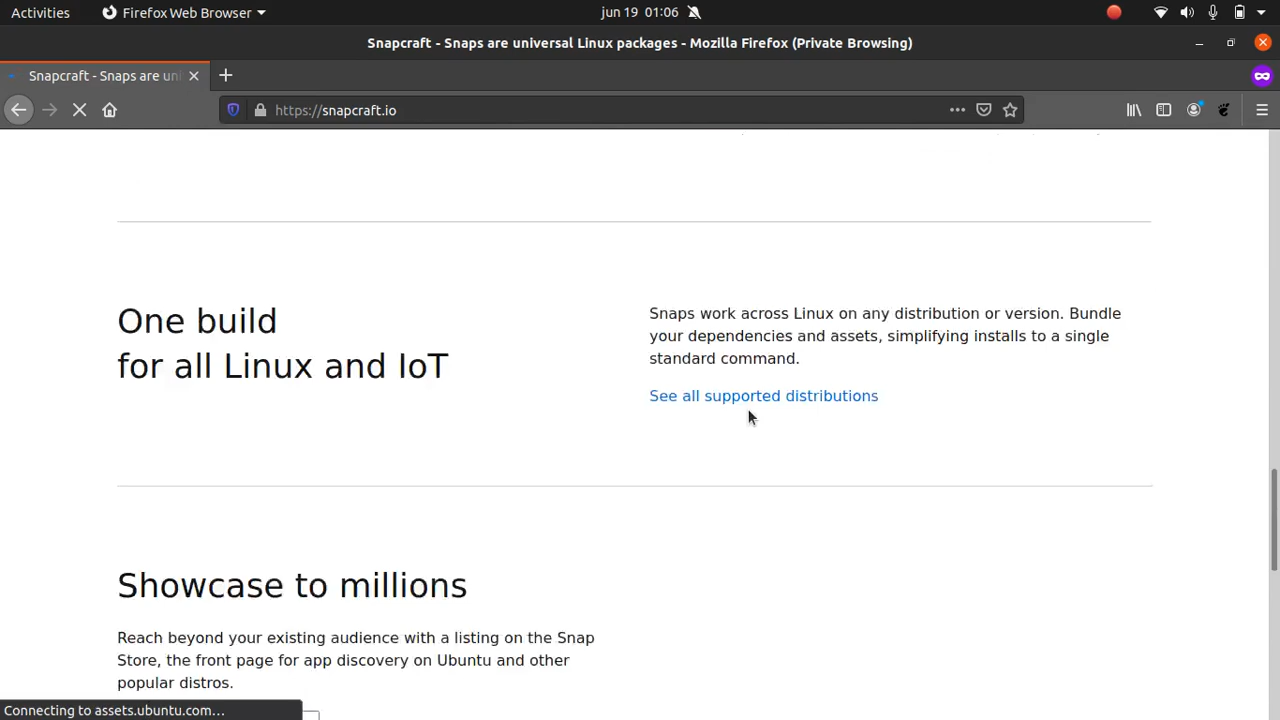 Activities
Firefox Web Browser
jun 19 01:06
Snapcraft - Snaps are universal Linux packages - Mozilla Firefox (Private Browsing)
Snapcraft - Snaps are uni
https://snapcraft.io
One build
for all Linux and IoT
Snaps work across Linux on any distribution or version. Bundle
your dependencies and assets, simplifying installs to a single
standard command.
See all supported distributions
Showcase to millions
Reach beyond your existing audience with a listing on the Snap
Store, the front page for app discovery on Ubuntu and other
popular distros.
Connecting to assets.ubuntu.com...